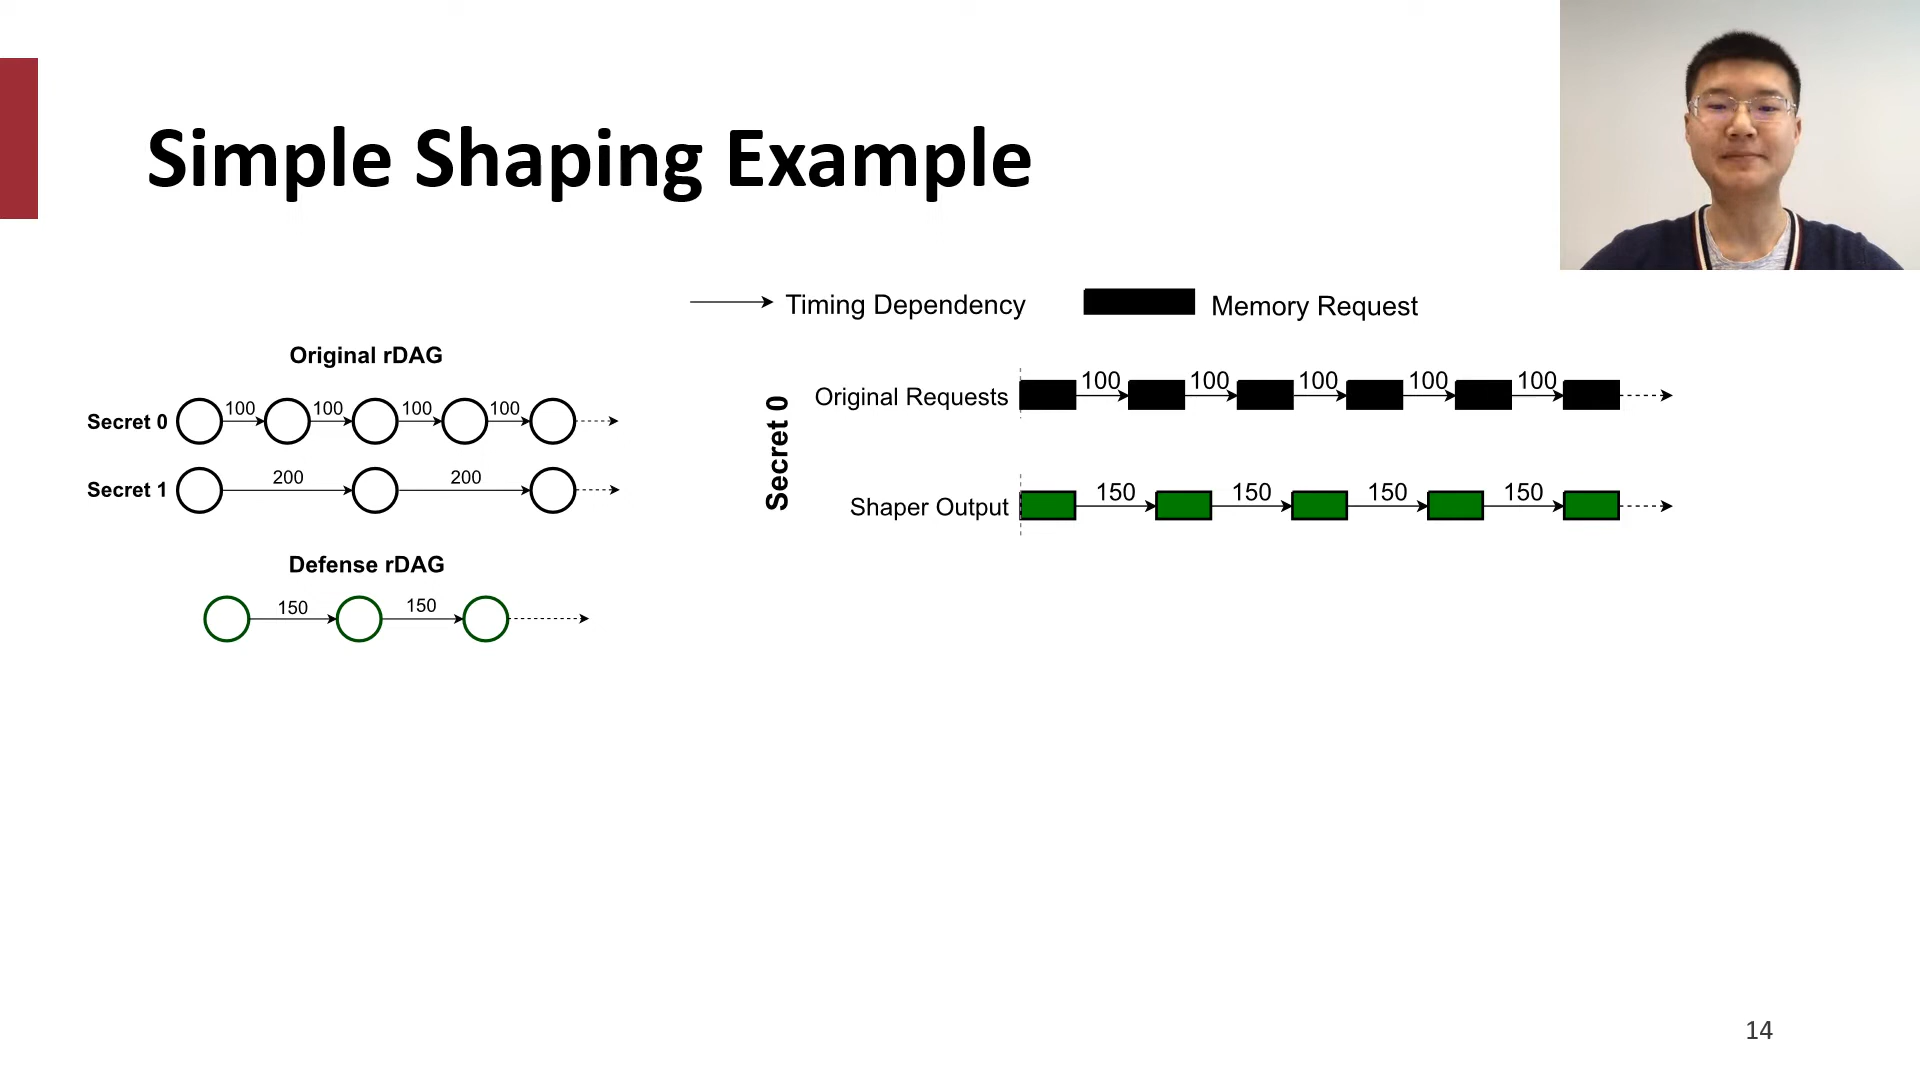 Simple Shaping Example
Timing Dependency
Memory Request
Original rDAG
Secret 0
100 100 100 100
Secret 1
200 200
Defense rDAG
150 150
Secret 0
Original Requests
100 100 100 100 100
Shaper Output
150 150 150 150
14